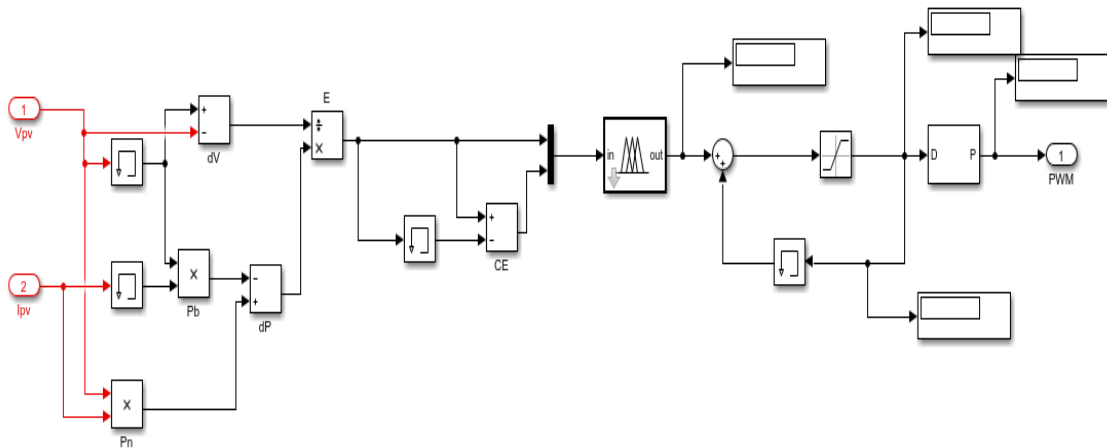 1
Vpv
+
−
dV
E
÷
×
in
out
+
+
D
P
1
PWM
+
−
CE
2
Ipv
×
Pb
−
+
dP
×
Pn